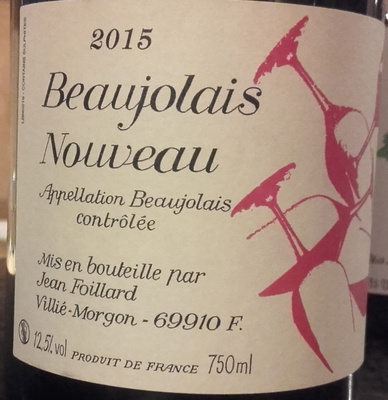 2015
Beaujolais
Nouveau
Appellation Beaujolais
contrôlée
Mis en bouteille par
Jean Foillard
Villié-Morgon - 69910 F.
12,5% vol PRODUIT DE FRANCE 750ml